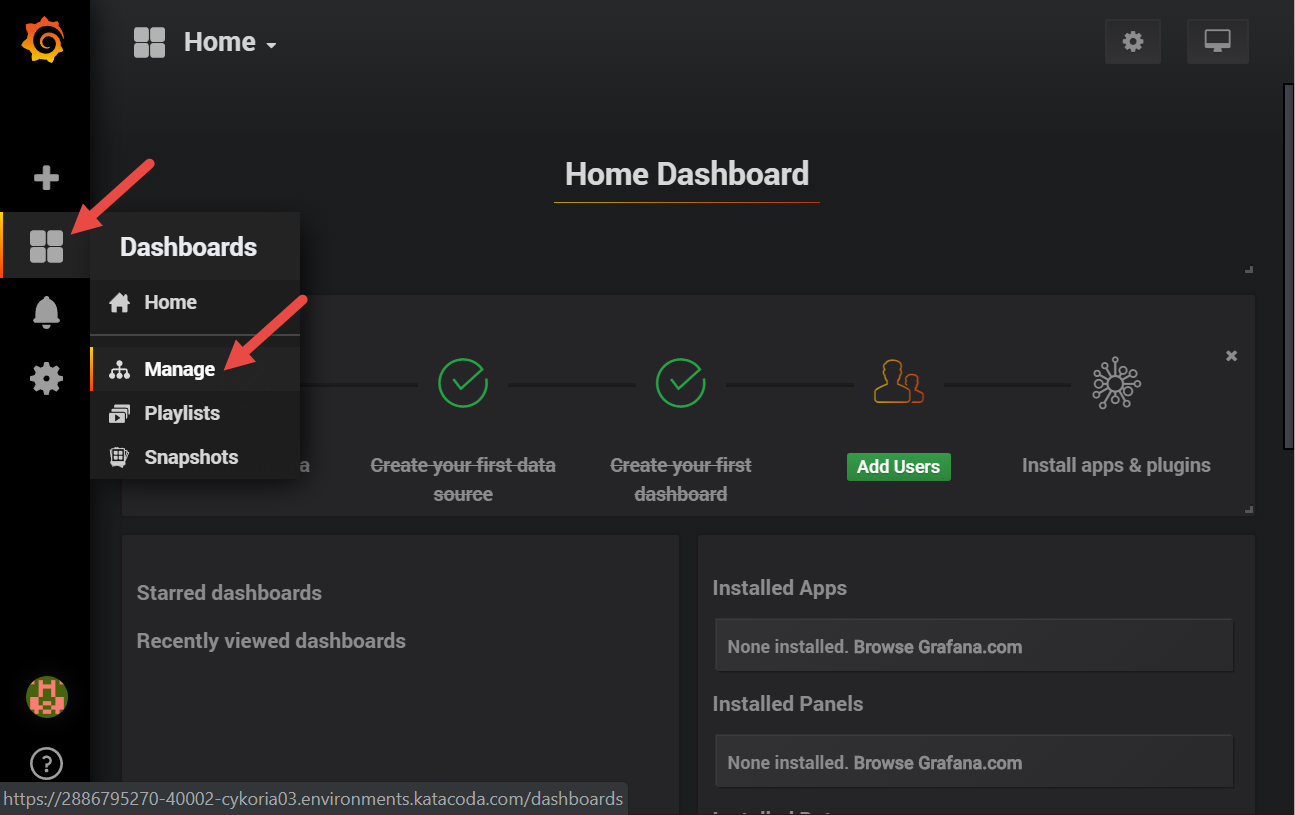 Home
Home Dashboard
Dashboards
Home
Manage
Playlists
Snapshots
a
Create your first data
source
Create your first
dashboard
Add Users
Install apps & plugins
Starred dashboards
Recently viewed dashboards
Installed Apps
None installed. Browse Grafana.com
Installed Panels
None installed. Browse Grafana.com
?
https://2886795270-40002-cykoria03.environments.katacoda.com/dashboards